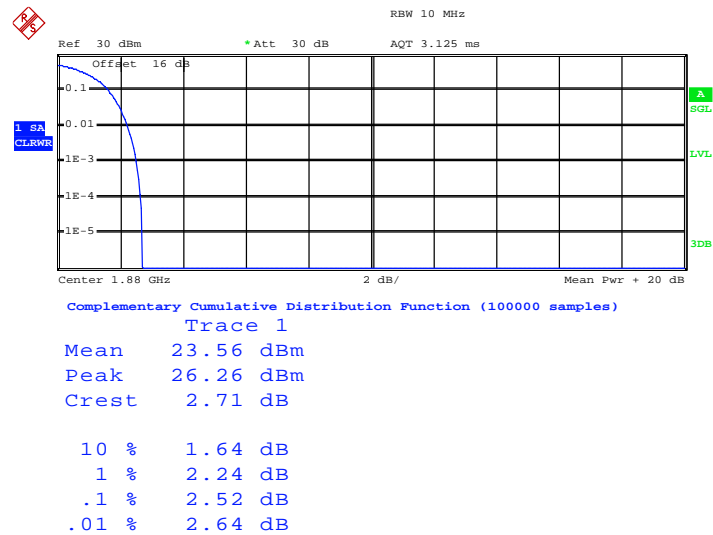 RBW 10 MHz
Ref 30 dBm *Att 30 dB AQT 3.125 ms
Offset 16 dB
0.1
A
SGL
0.01
1 SA
CLRWR
1E-3
LVL
1E-4
1E-5
3DB
Center 1.88 GHz 2 dB/ Mean Pwr + 20 dB
Complementary Cumulative Distribution Function (100000 samples)
Trace 1
Mean 23.56 dBm
Peak 26.26 dBm
Crest 2.71 dB
10 % 1.64 dB
1 % 2.24 dB
.1 % 2.52 dB
.01 % 2.64 dB